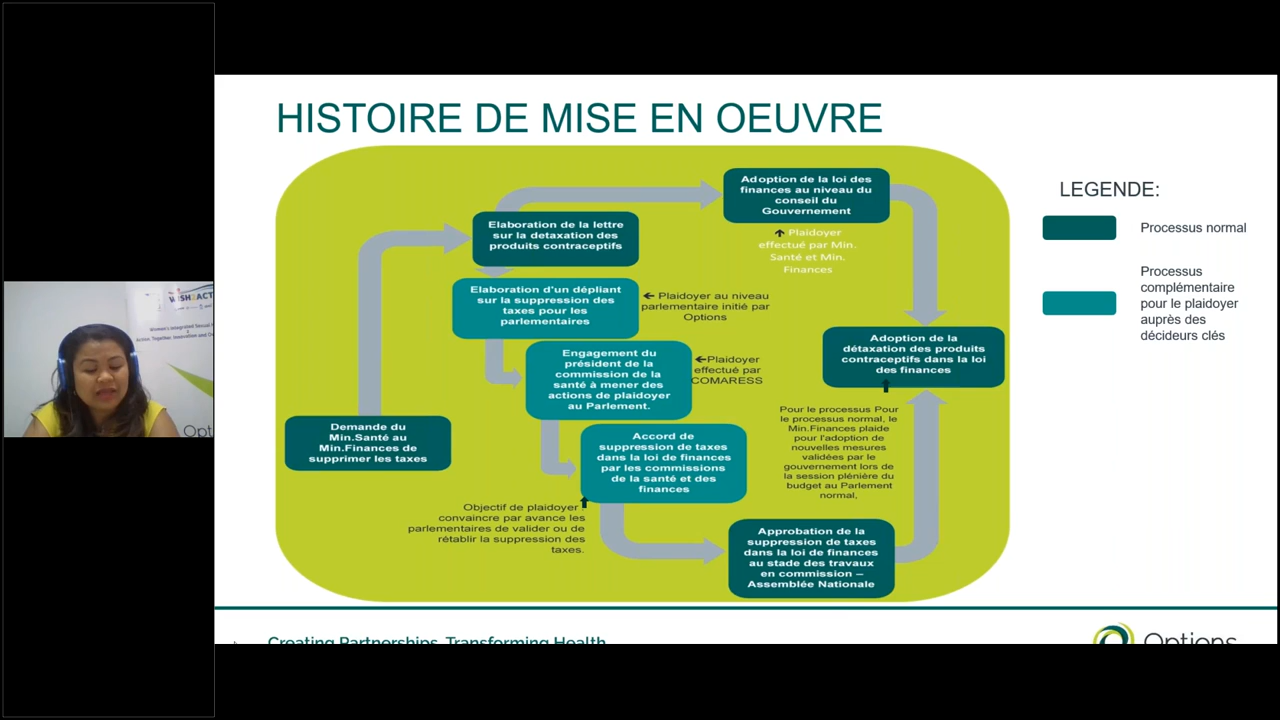 HISTOIRE DE MISE EN OEUVRE
Adoption de la loi des
finances au niveau du
conseil du
Gouvernement
Elaboration de la lettre
sur la detaxation des
produits contraceptifs
🡩 Plaidoyer
effectué par Min.
Santé et Min.
Finances
Elaboration d'un dépliant
sur la suppression des
taxes pour les
parlementaires
← Plaidoyer au niveau
parlementaire initié par
Options
Adoption de la
détaxation des produits
contraceptifs dans la loi
des finances
Engagement du
président de la
commission de la
santé à mener des
actions de plaidoyer
au Parlement.
←Plaidoyer
effectué par
COMARESS
Demande du
Min.Santé au
Min.Finances de
supprimer les taxes
Accord de
suppression de taxes
dans la loi de finances
par les commissions
de la santé et des
finances
Pour le processus Pour
le processus normal, le
Min.Finances plaide
pour l'adoption de
nouvelles mesures
validées par le
gouvernement lors de
la session plénière du
budget au Parlement
normal,
Objectif de plaidoyer :
convaincre par avance les
parlementaires de valider ou de
rétablir la suppression des
taxes.
Approbation de la
suppression de taxes
dans la loi de finances
au stade des travaux
en commission –
Assemblée Nationale
LEGENDE:
Processus normal
Processus
complémentaire
pour le plaidoyer
auprès des
décideurs clés
Creating Partnerships, Transforming Health
Options
WISH2ACT